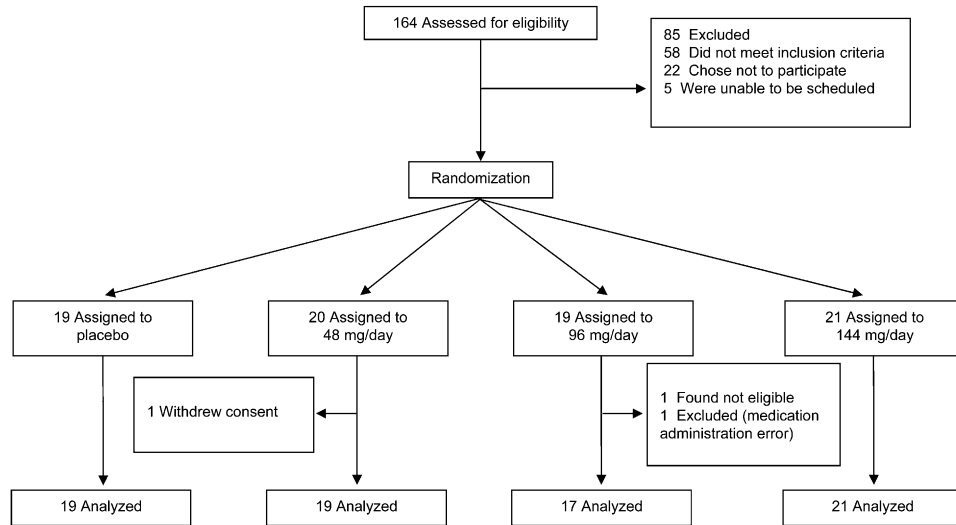 164 Assessed for eligibility
85 Excluded
58 Did not meet inclusion criteria
22 Chose not to participate
5 Were unable to be scheduled
Randomization
19 Assigned to
placebo
20 Assigned to
48 mg/day
19 Assigned to
96 mg/day
21 Assigned to
144 mg/day
1 Withdrew consent
1 Found not eligible
1 Excluded (medication
administration error)
19 Analyzed
19 Analyzed
17 Analyzed
21 Analyzed